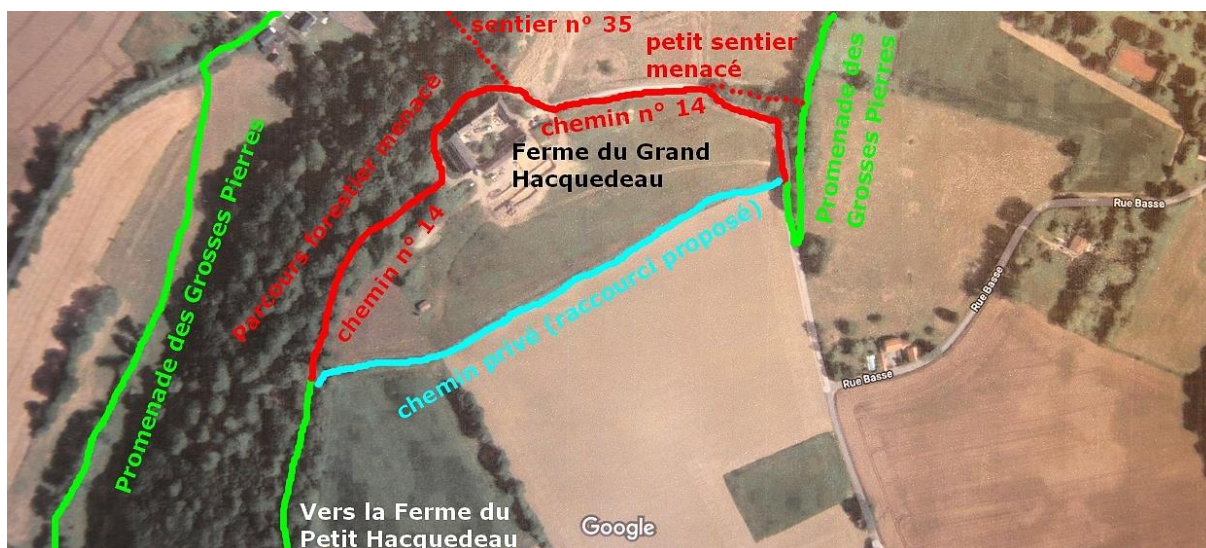 sentier n° 35
petit sentier
menacé
Parcours forestier menacé
chemin n° 14
Promenade des
Grosses Pierres
Ferme du Grand
Hacquedeau
Rue Basse
Promenade des Grosses Pierres
chemin n° 14
chemin privé (raccourci proposé)
Rue Basse
Rue Basse
Vers la Ferme du
Petit Hacquedeau
Google